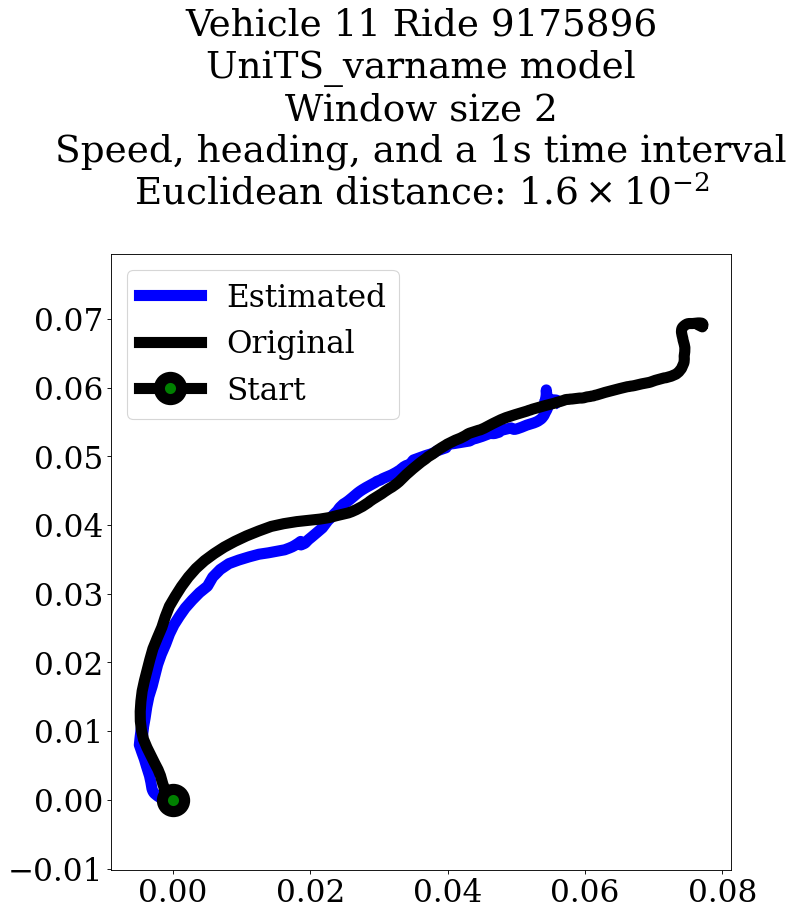 Vehicle 11 Ride 9175896
UniTS_varname model
Window size 2
Speed, heading, and a 1s time interval
Euclidean distance: $1.6 \times 10^{-2}$
Estimated
Original
Start
0.07
0.06
0.05
0.04
0.03
0.02
0.01
0.00
−0.01
0.00 0.02 0.04 0.06 0.08